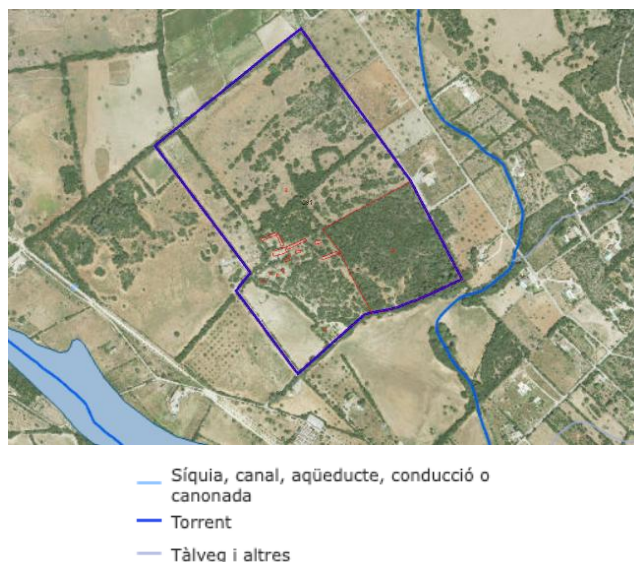 Síquia, canal, aqüeducte, conducció o
canonada
Torrent
Tàlveg i altres